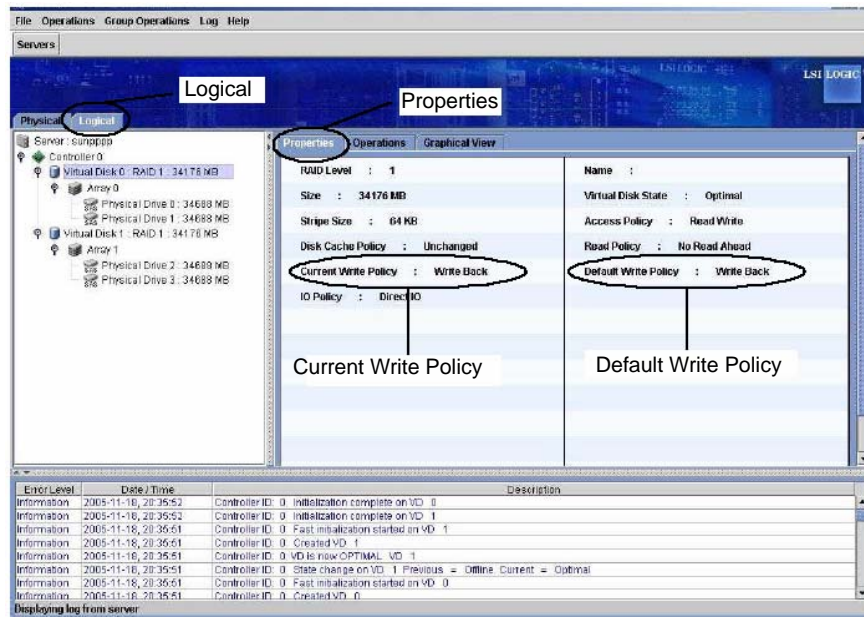 File Operations Group Operations Log Help
Servers
LSI LOGIC
LSI LOGIC
Logical
Properties
Physical Logical
Server :
Controller 0
Virtual Disk 0 : RAID 1 : 34176 MB
Array 0
Physical Drive 0 : 34688 MB
Physical Drive 1 : 34688 MB
Virtual Disk 1 : RAID 1 : 34176 MB
Array 1
Physical Drive 2 : 34688 MB
Physical Drive 3 : 34688 MB
Properties Operations Graphical View
RAID Level : 1 Name :
Size : 34176 MB Virtual Disk State : Optimal
Stripe Size : 64 KB Access Policy : Read Write
Disk Cache Policy : Unchanged Read Policy : No Read Ahead
Current Write Policy : Write Back Default Write Policy : Write Back
IO Policy : Direct IO
Current Write Policy Default Write Policy
Error Level Date / Time Description
Information 2005-11-18, 20:35:52 Controller ID: 0 Initialization complete on VD 0
Information 2005-11-18, 20:35:52 Controller ID: 0 Initialization complete on VD 1
Information 2005-11-18, 20:35:51 Controller ID: 0 Fast initialization started on VD 1
Information 2005-11-18, 20:35:51 Controller ID: 0 Created VD 1
Information 2005-11-18, 20:35:51 Controller ID: 0 VD is now OPTIMAL VD 1
Information 2005-11-18, 20:35:51 Controller ID: 0 State change on VD 1 Previous = Offline Current = Optimal
Information 2005-11-18, 20:35:51 Controller ID: 0 Fast initialization started on VD 0
Information 2005-11-18, 20:35:51 Controller ID: 0 Created VD 0
Displaying log from server